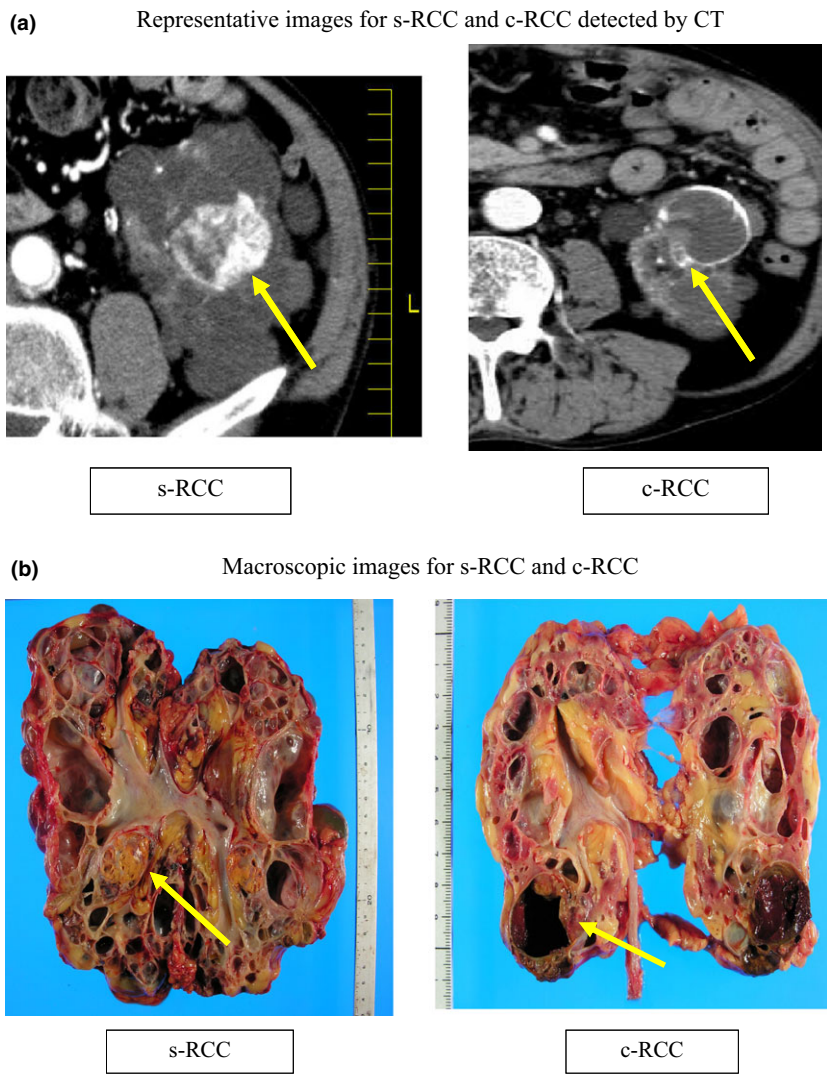 (a) Representative images for s-RCC and c-RCC detected by CT
L
s-RCC c-RCC
(b) Macroscopic images for s-RCC and c-RCC
s-RCC c-RCC